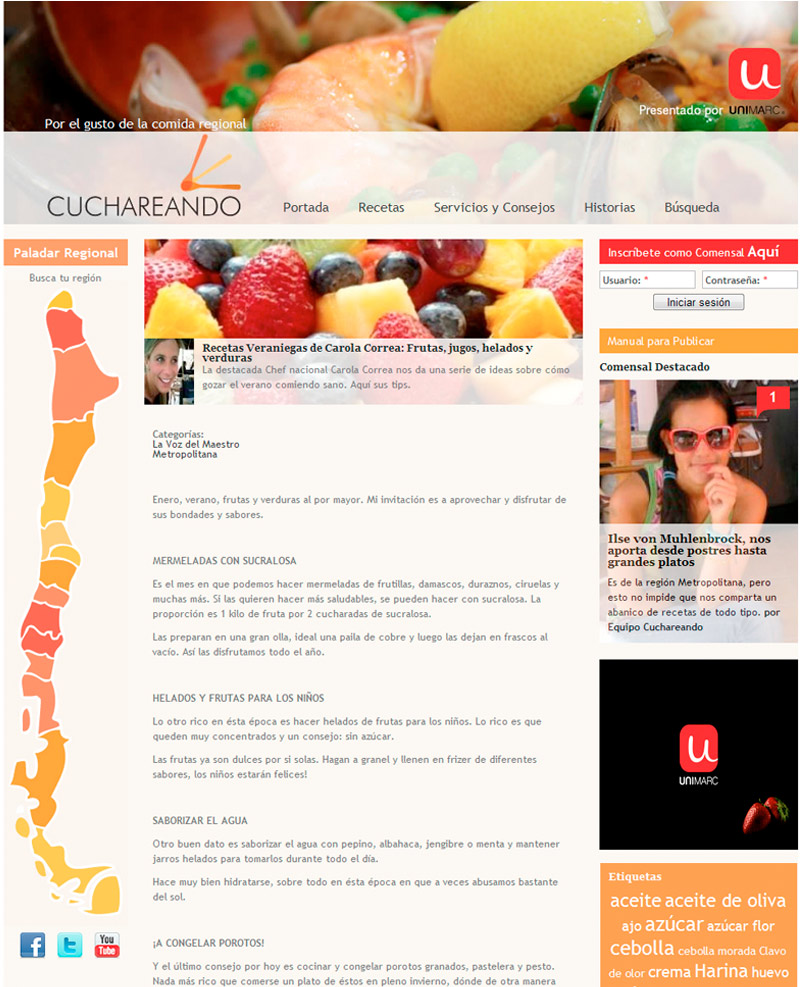 Por el gusto de la comida regional
Presentado por
u
UNIMARC
CUCHAREANDO
Portada
Recetas
Servicios y Consejos
Historias
Búsqueda
Paladar Regional
Busca tu región
Recetas Veraniegas de Carola Correa: Frutas, jugos, helados y
verduras
La destacada Chef nacional Carola Correa nos da una serie de ideas sobre cómo
gozar el verano comiendo sano. Aquí sus tips.
Categorías:
La Voz del Maestro
Metropolitana
Enero, verano, frutas y verduras al por mayor. Mi invitación es a aprovechar y disfrutar de
sus bondades y sabores.
MERMELADAS CON SUCRALOSA
Es el mes en que podemos hacer mermeladas de frutillas, damascos, duraznos, ciruelas y
muchas más. Si las quieren hacer más saludables, se pueden hacer con sucralosa. La
proporción es 1 kilo de fruta por 2 cucharadas de sucralosa.
Las preparan en una gran olla, ideal una paila de cobre y luego las dejan en frascos al
vacío. Así las disfrutamos todo el año.
HELADOS Y FRUTAS PARA LOS NIÑOS
Lo otro rico en ésta época es hacer helados de frutas para los niños. Lo rico es que
queden muy concentrados y un consejo: sin azúcar.
Las frutas ya son dulces por si solas. Hagan a granel y llenen en frizer de diferentes
sabores, los niños estarán felices!
SABORIZAR EL AGUA
Otro buen dato es saborizar el agua con pepino, albahaca, jengibre o menta y mantener
jarros helados para tomarlos durante todo el día.
Hace muy bien hidratarse, sobre todo en ésta época en que a veces abusamos bastante
del sol.
¡A CONGELAR POROTOS!
Y el último consejo por hoy es cocinar y congelar porotos granados, pastelera y pesto.
Nada más rico que comerse un plato de éstos en pleno invierno, dónde de otra manera
Inscríbete como Comensal Aquí
Usuario: *
Contraseña: *
Iniciar sesión
Manual para Publicar
Comensal Destacado
1
Ilse von Muhlenbrock, nos
aporta desde postres hasta
grandes platos
Es de la región Metropolitana, pero
esto no impide que nos comparta un
abanico de recetas de todo tipo. por
Equipo Cuchareando
u
UNIMARC
Etiquetas
aceite aceite de oliva
ajo azúcar azúcar flor
cebolla cebolla morada Clavo
de olor crema Harina huevo
f
t
You
Tube